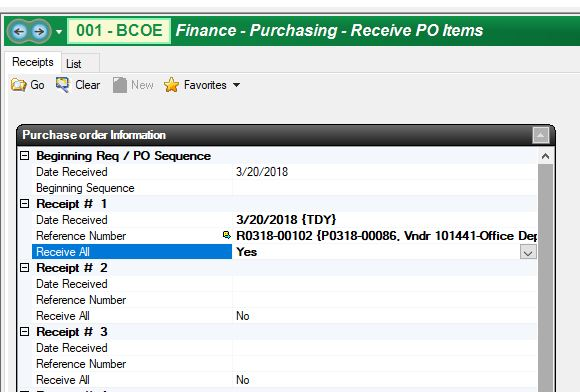 001 - BCOE Finance - Purchasing - Receive PO Items
Receipts List
Go Clear New Favorites
Purchase order Information
Beginning Req / PO Sequence
Date Received 3/20/2018
Beginning Sequence
Receipt # 1
Date Received 3/20/2018 {TDY}
Reference Number R0318-00102 {P0318-00086, Vndr 101441-Office Dep
Receive All Yes
Receipt # 2
Date Received
Reference Number
Receive All No
Receipt # 3
Date Received
Reference Number
Receive All No